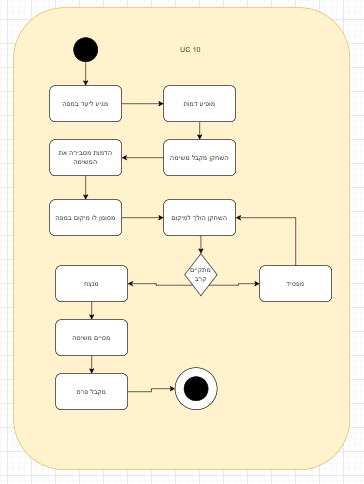 UC 10
מגיע ליעד במפה
מופיע דמות
השחקן מקבל משימה
הדמות מסבירה את
המשימה
מסומן לו מיקום במפה
השחקן הולך למיקום
מתקיים
קרב
מפסיד
מנצח
מסיים משימה
מקבל פרס